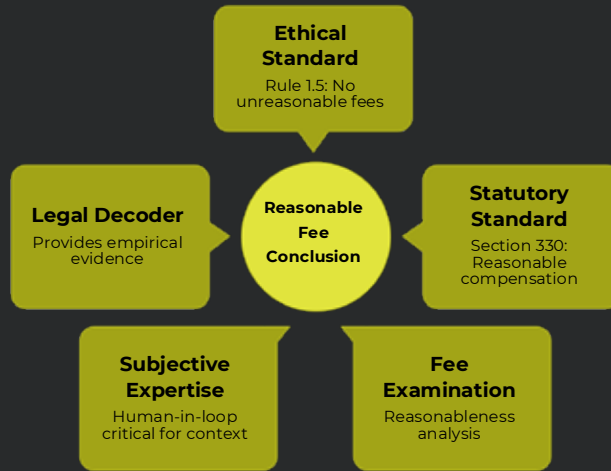 Ethical
Standard
Rule 1.5: No
unreasonable fees
Legal Decoder
Provides empirical
evidence
Reasonable
Fee
Conclusion
Statutory
Standard
Section 330:
Reasonable
compensation
Subjective
Expertise
Human-in-loop
critical for context
Fee
Examination
Reasonableness
analysis